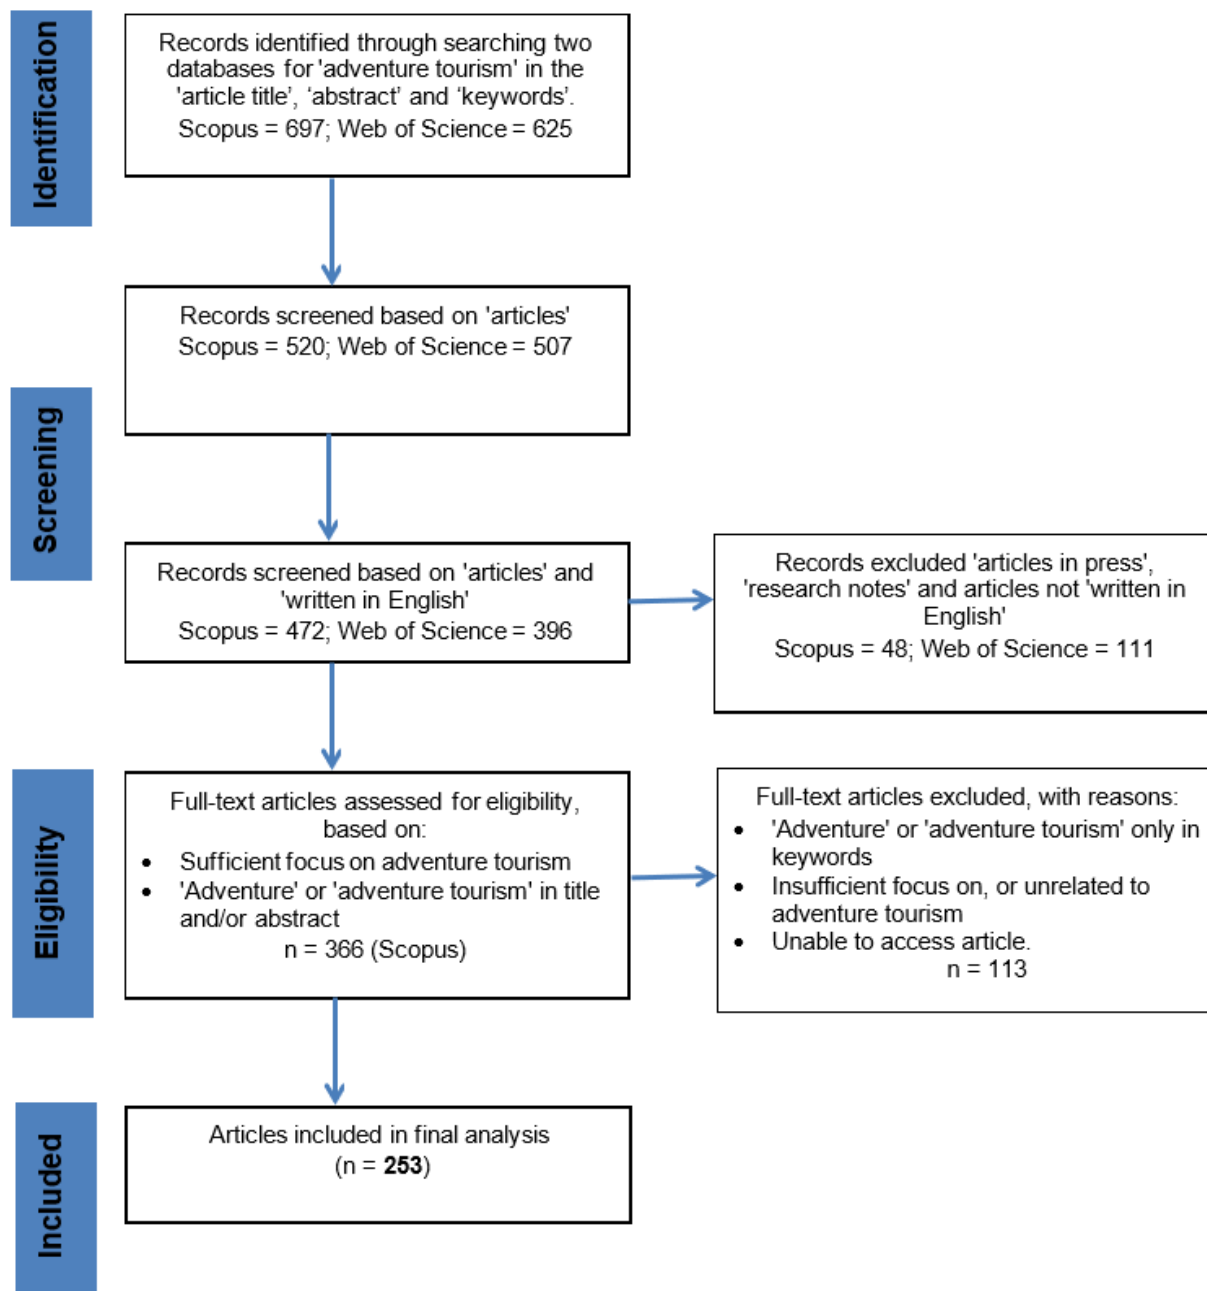 Identification
Records identified through searching two
databases for 'adventure tourism' in the
'article title', ‘abstract’ and ‘keywords’.
Scopus = 697; Web of Science = 625
Screening
Records screened based on 'articles'
Scopus = 520; Web of Science = 507
Records screened based on 'articles' and
'written in English'
Scopus = 472; Web of Science = 396
Records excluded 'articles in press',
'research notes' and articles not 'written in
English'
Scopus = 48; Web of Science = 111
Eligibility
Full-text articles assessed for eligibility,
based on:
• Sufficient focus on adventure tourism
• 'Adventure' or 'adventure tourism' in title
and/or abstract
n = 366 (Scopus)
Full-text articles excluded, with reasons:
• 'Adventure' or 'adventure tourism' only in
keywords
• Insufficient focus on, or unrelated to
adventure tourism
• Unable to access article.
n = 113
Included
Articles included in final analysis
(n = 253)